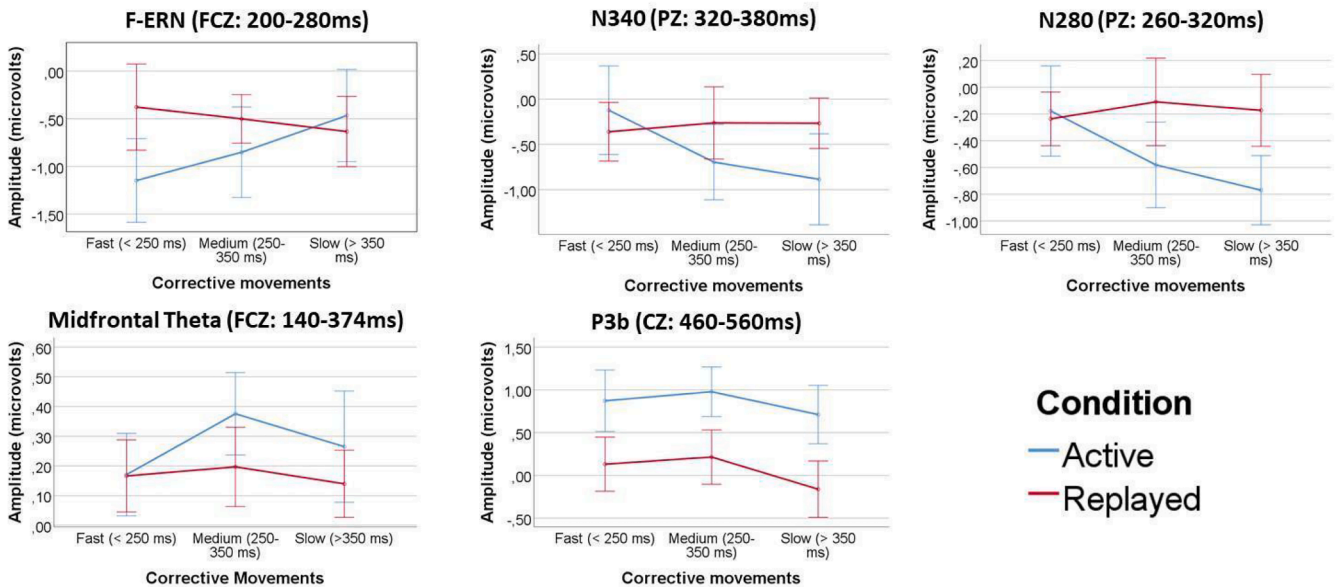 F-ERN (FCZ: 200-280ms)
Amplitude (microvolts)
,00
-,50
-1,00
-1,50
Fast (< 250 ms)
Medium (250-
350 ms)
Slow (> 350
ms)
Corrective movements
N340 (PZ: 320-380ms)
Amplitude (microvolts)
,50
,00
-,50
-1,00
Fast (< 250 ms)
Medium (250-
350 ms)
Slow (> 350
ms)
Corrective movements
N280 (PZ: 260-320ms)
Amplitude (microvolts)
,20
,00
-,20
-,40
-,60
-,80
-1,00
Fast (< 250 ms)
Medium (250-
350 ms)
Slow (> 350
ms)
Corrective movements
Midfrontal Theta (FCZ: 140-374ms)
Amplitude (microvolts)
,60
,50
,40
,30
,20
,10
,00
Fast (< 250 ms)
Medium (250-
350 ms)
Slow (>350
ms)
Corrective Movements
P3b (CZ: 460-560ms)
Amplitude (microvolts)
1,50
1,00
,50
,00
-,50
Fast (< 250 ms)
Medium (250-
350 ms)
Slow (> 350
ms)
Corrective movements
Condition
Active
Replayed